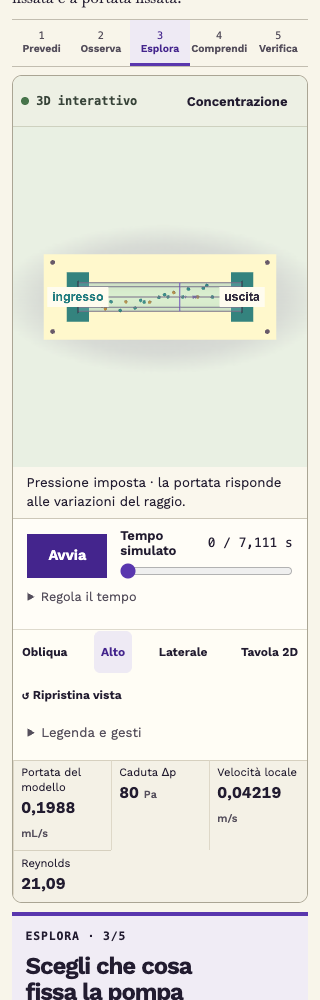 1 2 3 4 5
Prevedi Osserva Esplora Comprendi Verifica
3D interattivo Concentrazione
ingresso uscita
Pressione imposta · la portata risponde
alle variazioni del raggio.
Avvia
Tempo
simulato
0 / 7,111 s
▶ Regola il tempo
Obliqua Alto Laterale Tavola 2D
↺ Ripristina vista
▶ Legenda e gesti
Portata del
modello
0,1988
mL/s
Caduta Δp
80 Pa
Velocità locale
0,04219
m/s
Reynolds
21,09
ESPLORA · 3/5
Scegli che cosa
fissa la pompa